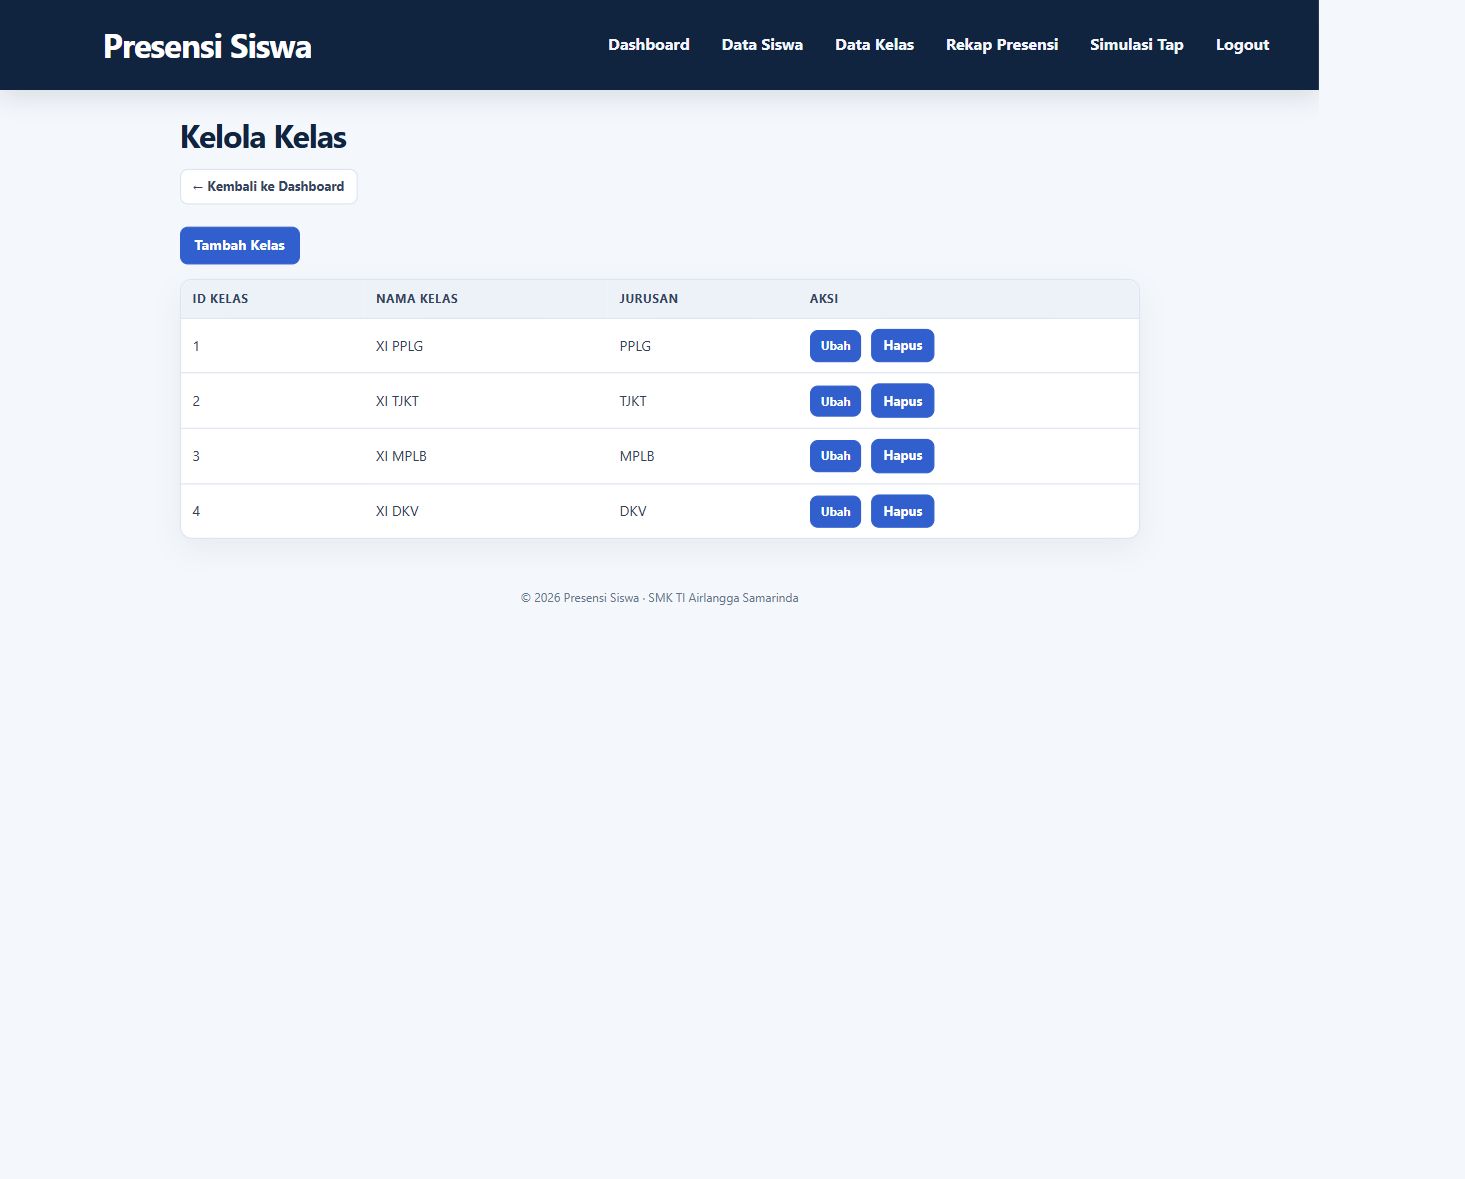 Presensi Siswa
Dashboard Data Siswa Data Kelas Rekap Presensi Simulasi Tap Logout
Kelola Kelas
← Kembali ke Dashboard
Tambah Kelas
ID KELAS NAMA KELAS JURUSAN AKSI
1 XI PPLG PPLG Ubah Hapus
2 XI TJKT TJKT Ubah Hapus
3 XI MPLB MPLB Ubah Hapus
4 XI DKV DKV Ubah Hapus
© 2026 Presensi Siswa · SMK TI Airlangga Samarinda